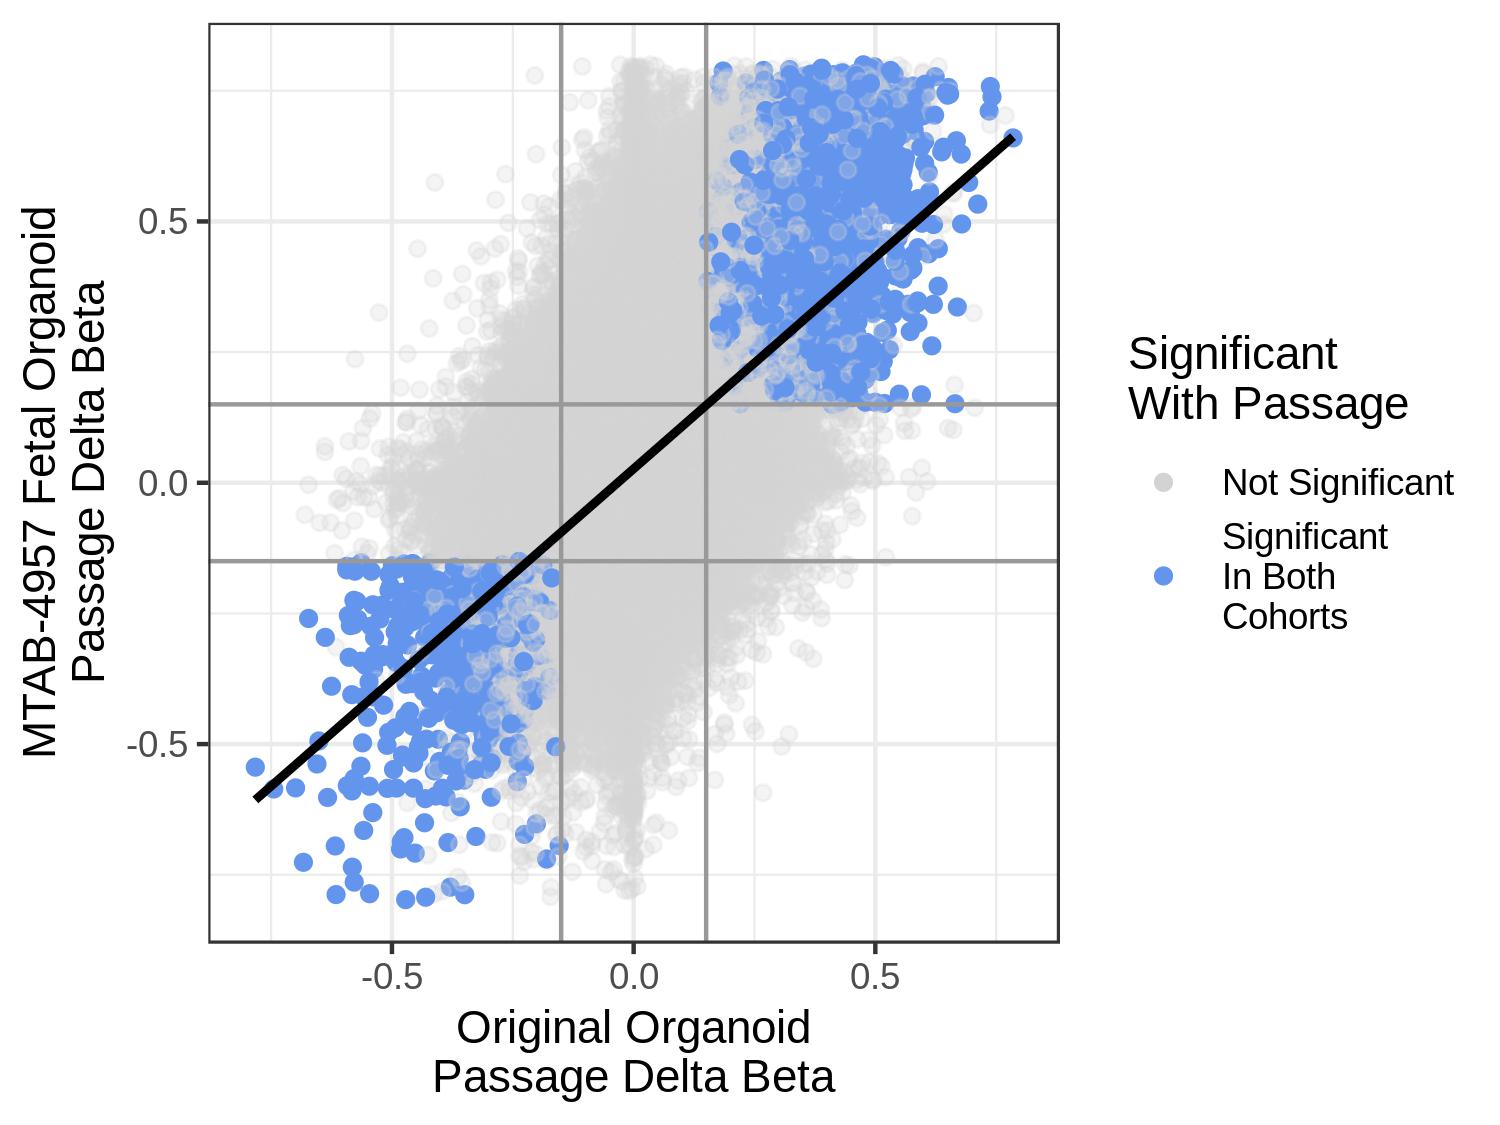 MTAB-4957 Fetal Organoid
Passage Delta Beta
0.5
0.0
-0.5
-0.5
0.0
0.5
Original Organoid
Passage Delta Beta
Significant
With Passage
Not Significant
Significant
In Both
Cohorts